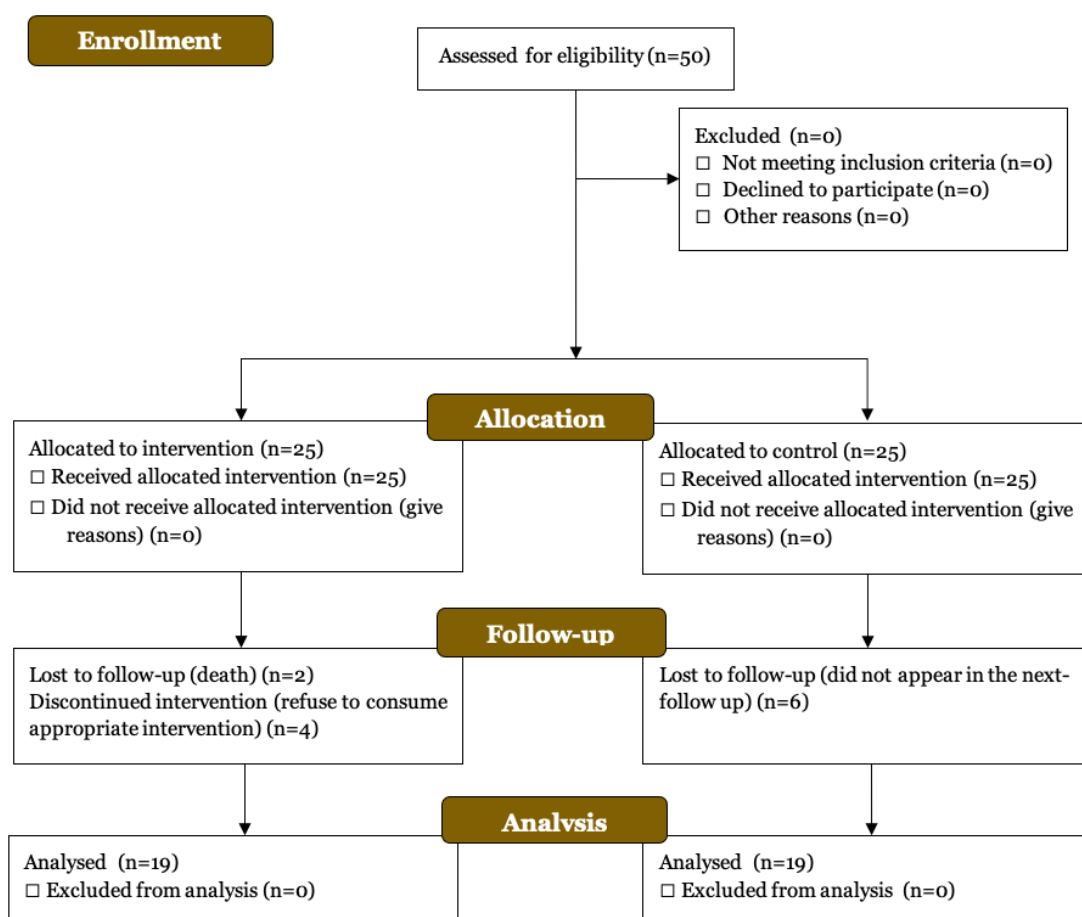 Enrollment
Assessed for eligibility (n=50)
Excluded (n=0)
☐ Not meeting inclusion criteria (n=0)
☐ Declined to participate (n=0)
☐ Other reasons (n=0)
Allocation
Allocated to intervention (n=25)
☐ Received allocated intervention (n=25)
☐ Did not receive allocated intervention (give
reasons) (n=0)
Allocated to control (n=25)
☐ Received allocated intervention (n=25)
☐ Did not receive allocated intervention (give
reasons) (n=0)
Follow-up
Lost to follow-up (death) (n=2)
Discontinued intervention (refuse to consume
appropriate intervention) (n=4)
Lost to follow-up (did not appear in the next-
follow up) (n=6)
Analysis
Analysed (n=19)
☐ Excluded from analysis (n=0)
Analysed (n=19)
☐ Excluded from analysis (n=0)